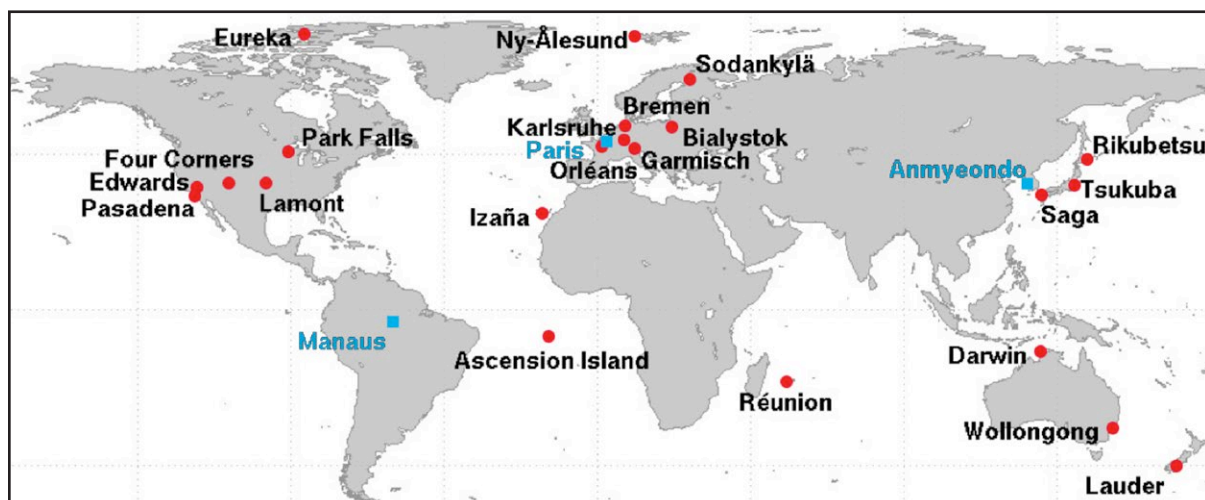 Eureka
Ny-Ålesund
Sodankylä
Bremen
Park Falls
Karlsruhe
Bialystok
Paris
Garmisch
Rikubetsu
Four Corners
Orléans
Anmyeondo
Edwards
Tsukuba
Pasadena
Lamont
Izaña
Saga
Manaus
Ascension Island
Darwin
Réunion
Wollongong
Lauder